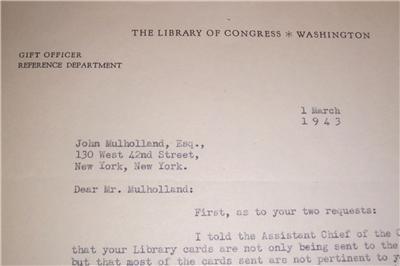 THE LIBRARY OF CONGRESS * WASHINGTON
GIFT OFFICER
REFERENCE DEPARTMENT
1 March
1943
John Mulholland, Esq.,
130 West 42nd Street,
New York, New York.
Dear Mr. Mulholland:
First, as to your two requests:
I told the Assistant Chief of the
that your Library cards are not only being sent to the
but that most of the cards sent are not pertinent to